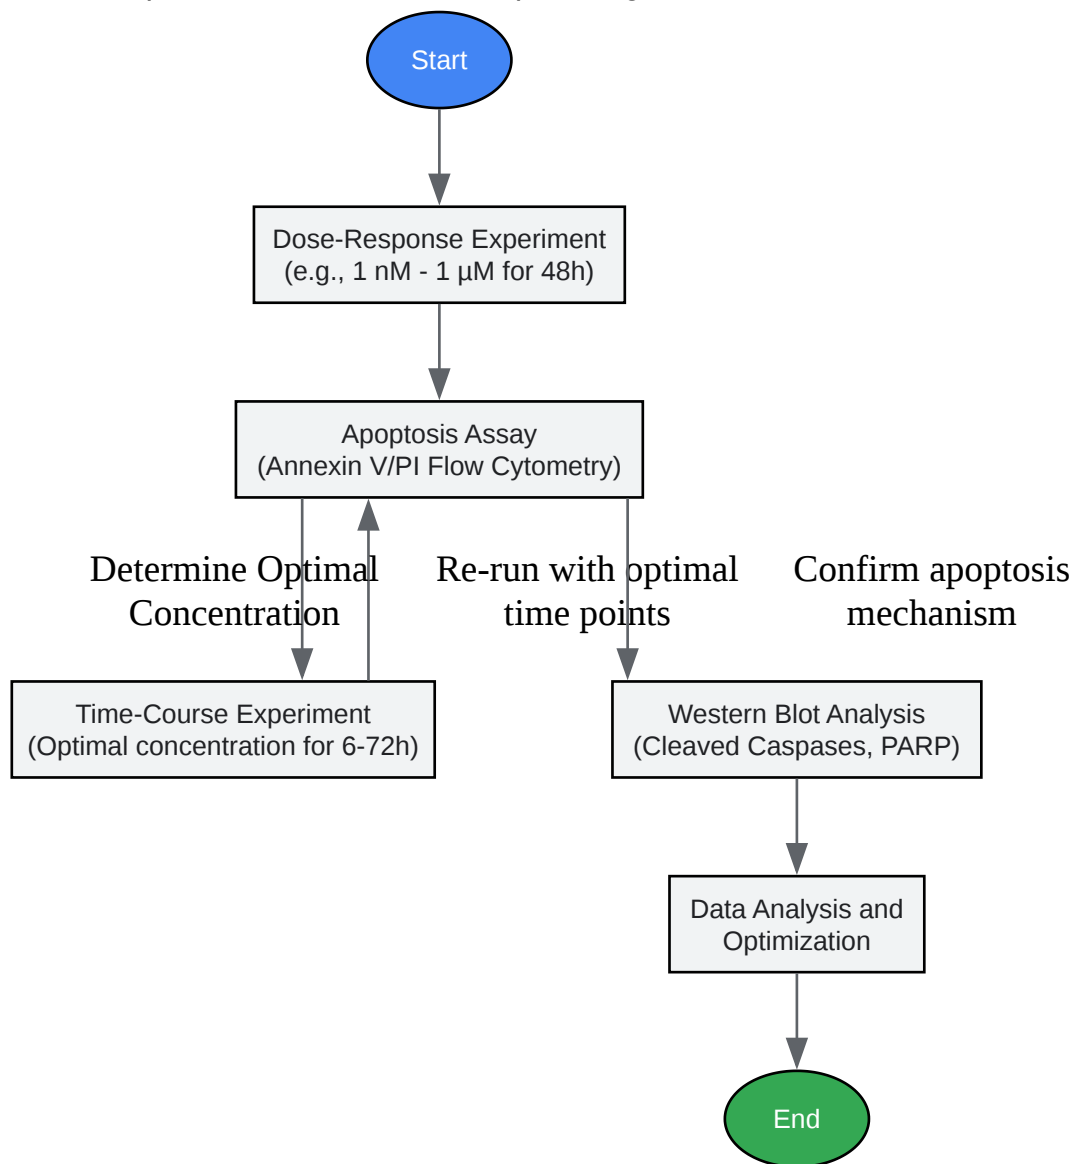 Start
Dose-Response Experiment
(e.g., 1 nM - 1 µM for 48h)
Apoptosis Assay
(Annexin V/PI Flow Cytometry)
Determine Optimal
Concentration
Re-run with optimal
time points
Confirm apoptosis
mechanism
Time-Course Experiment
(Optimal concentration for 6-72h)
Western Blot Analysis
(Cleaved Caspases, PARP)
Data Analysis and
Optimization
End